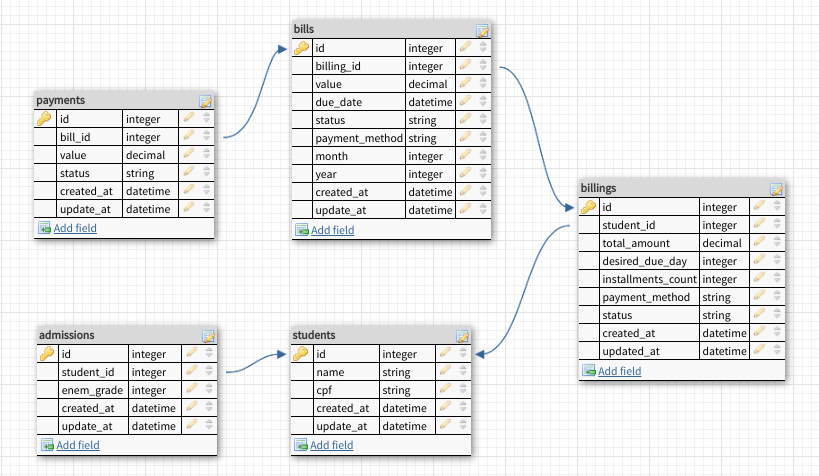 bills
id integer
billing_id integer
value decimal
due_date datetime
status string
payment_method string
month integer
year integer
created_at datetime
update_at datetime
Add field
payments
id integer
bill_id integer
value decimal
status string
created_at datetime
update_at datetime
Add field
billings
id integer
student_id integer
total_amount decimal
desired_due_day integer
installments_count integer
payment_method string
status string
created_at datetime
updated_at datetime
Add field
admissions
id integer
student_id integer
enem_grade integer
created_at datetime
update_at datetime
Add field
students
id integer
name string
cpf string
created_at datetime
update_at datetime
Add field